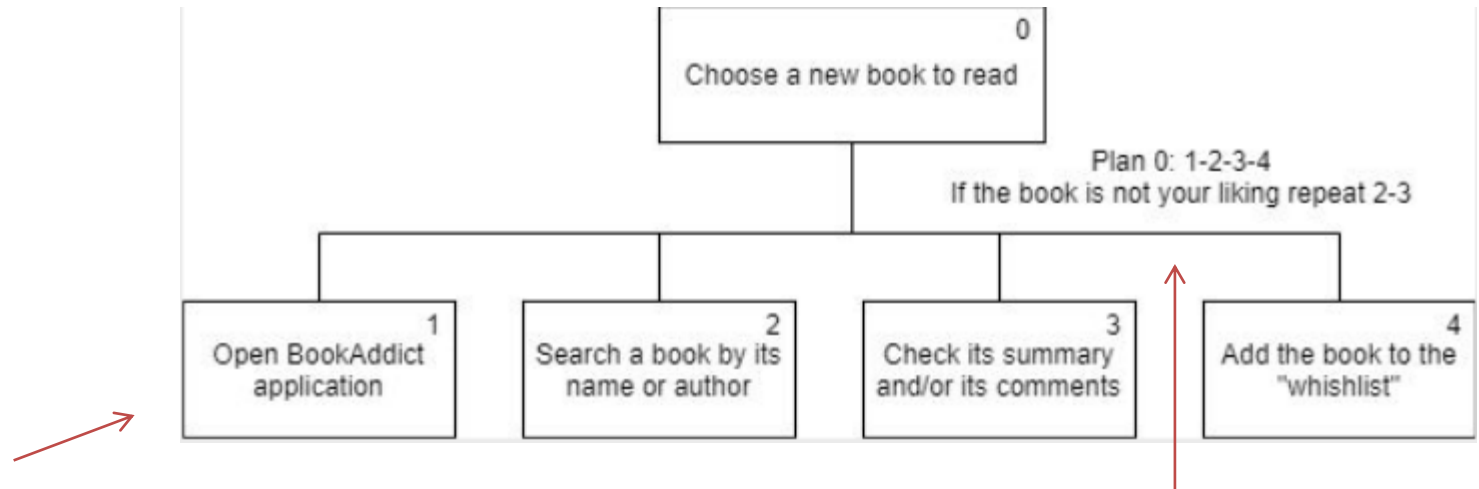 0
Choose a new book to read
Plan 0: 1-2-3-4
If the book is not your liking repeat 2-3
1
Open BookAddict
application
2
Search a book by its
name or author
3
Check its summary
and/or its comments
4
Add the book to the
"whishlist"